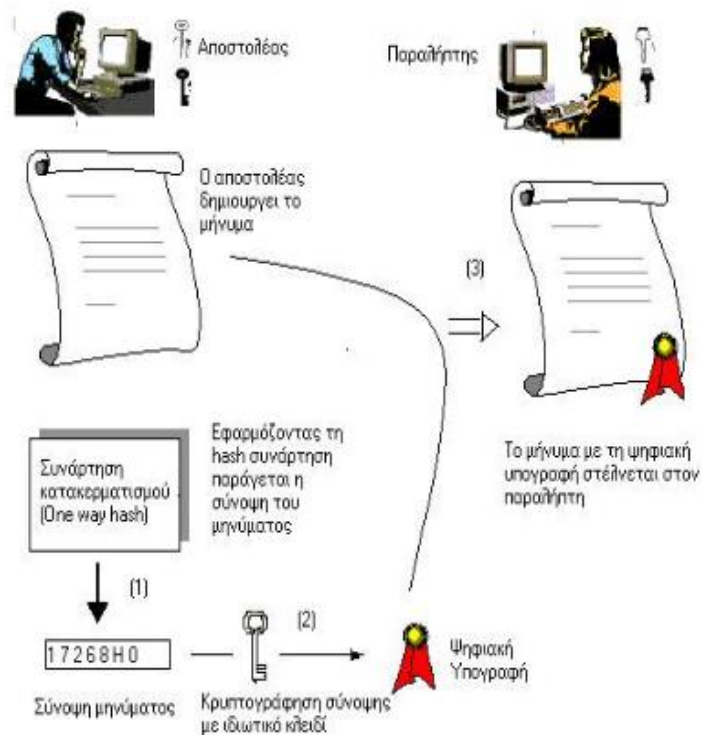 Αποστολέας
Παραλήπτης
Ο αποστολέας
δημιουργει το
μήνυμα
(3)
Συνάρτηση
κατακερματισμού
(One way hash)
Εφαρμόζοντας τη
hash συνάρτηση
παράγεται η
σύνοψη του
μηνύματος
Το μήνυμα με τη ψηφιακή
υπογραφή στέλνεται στον
παραλήπτη
(1)
(2)
17268H0
Ψηφιακή
Υπογραφή
Σύνοψη μηνύματος
Κρυπτογράφηση σύνοψης
με ιδιωτικό κλειδί